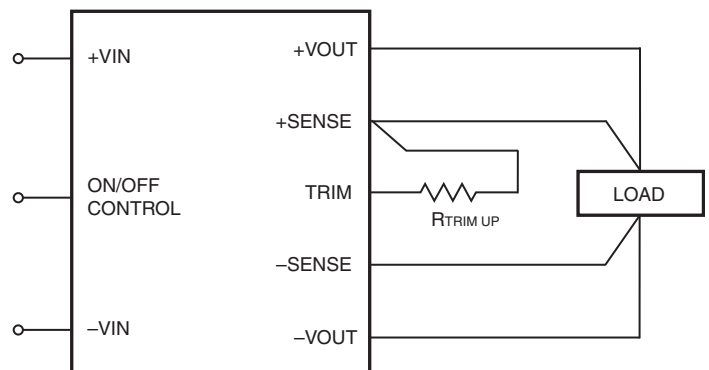 +VIN
ON/OFF
CONTROL
–VIN
+VOUT
+SENSE
TRIM
–SENSE
–VOUT
RTRIM UP
LOAD